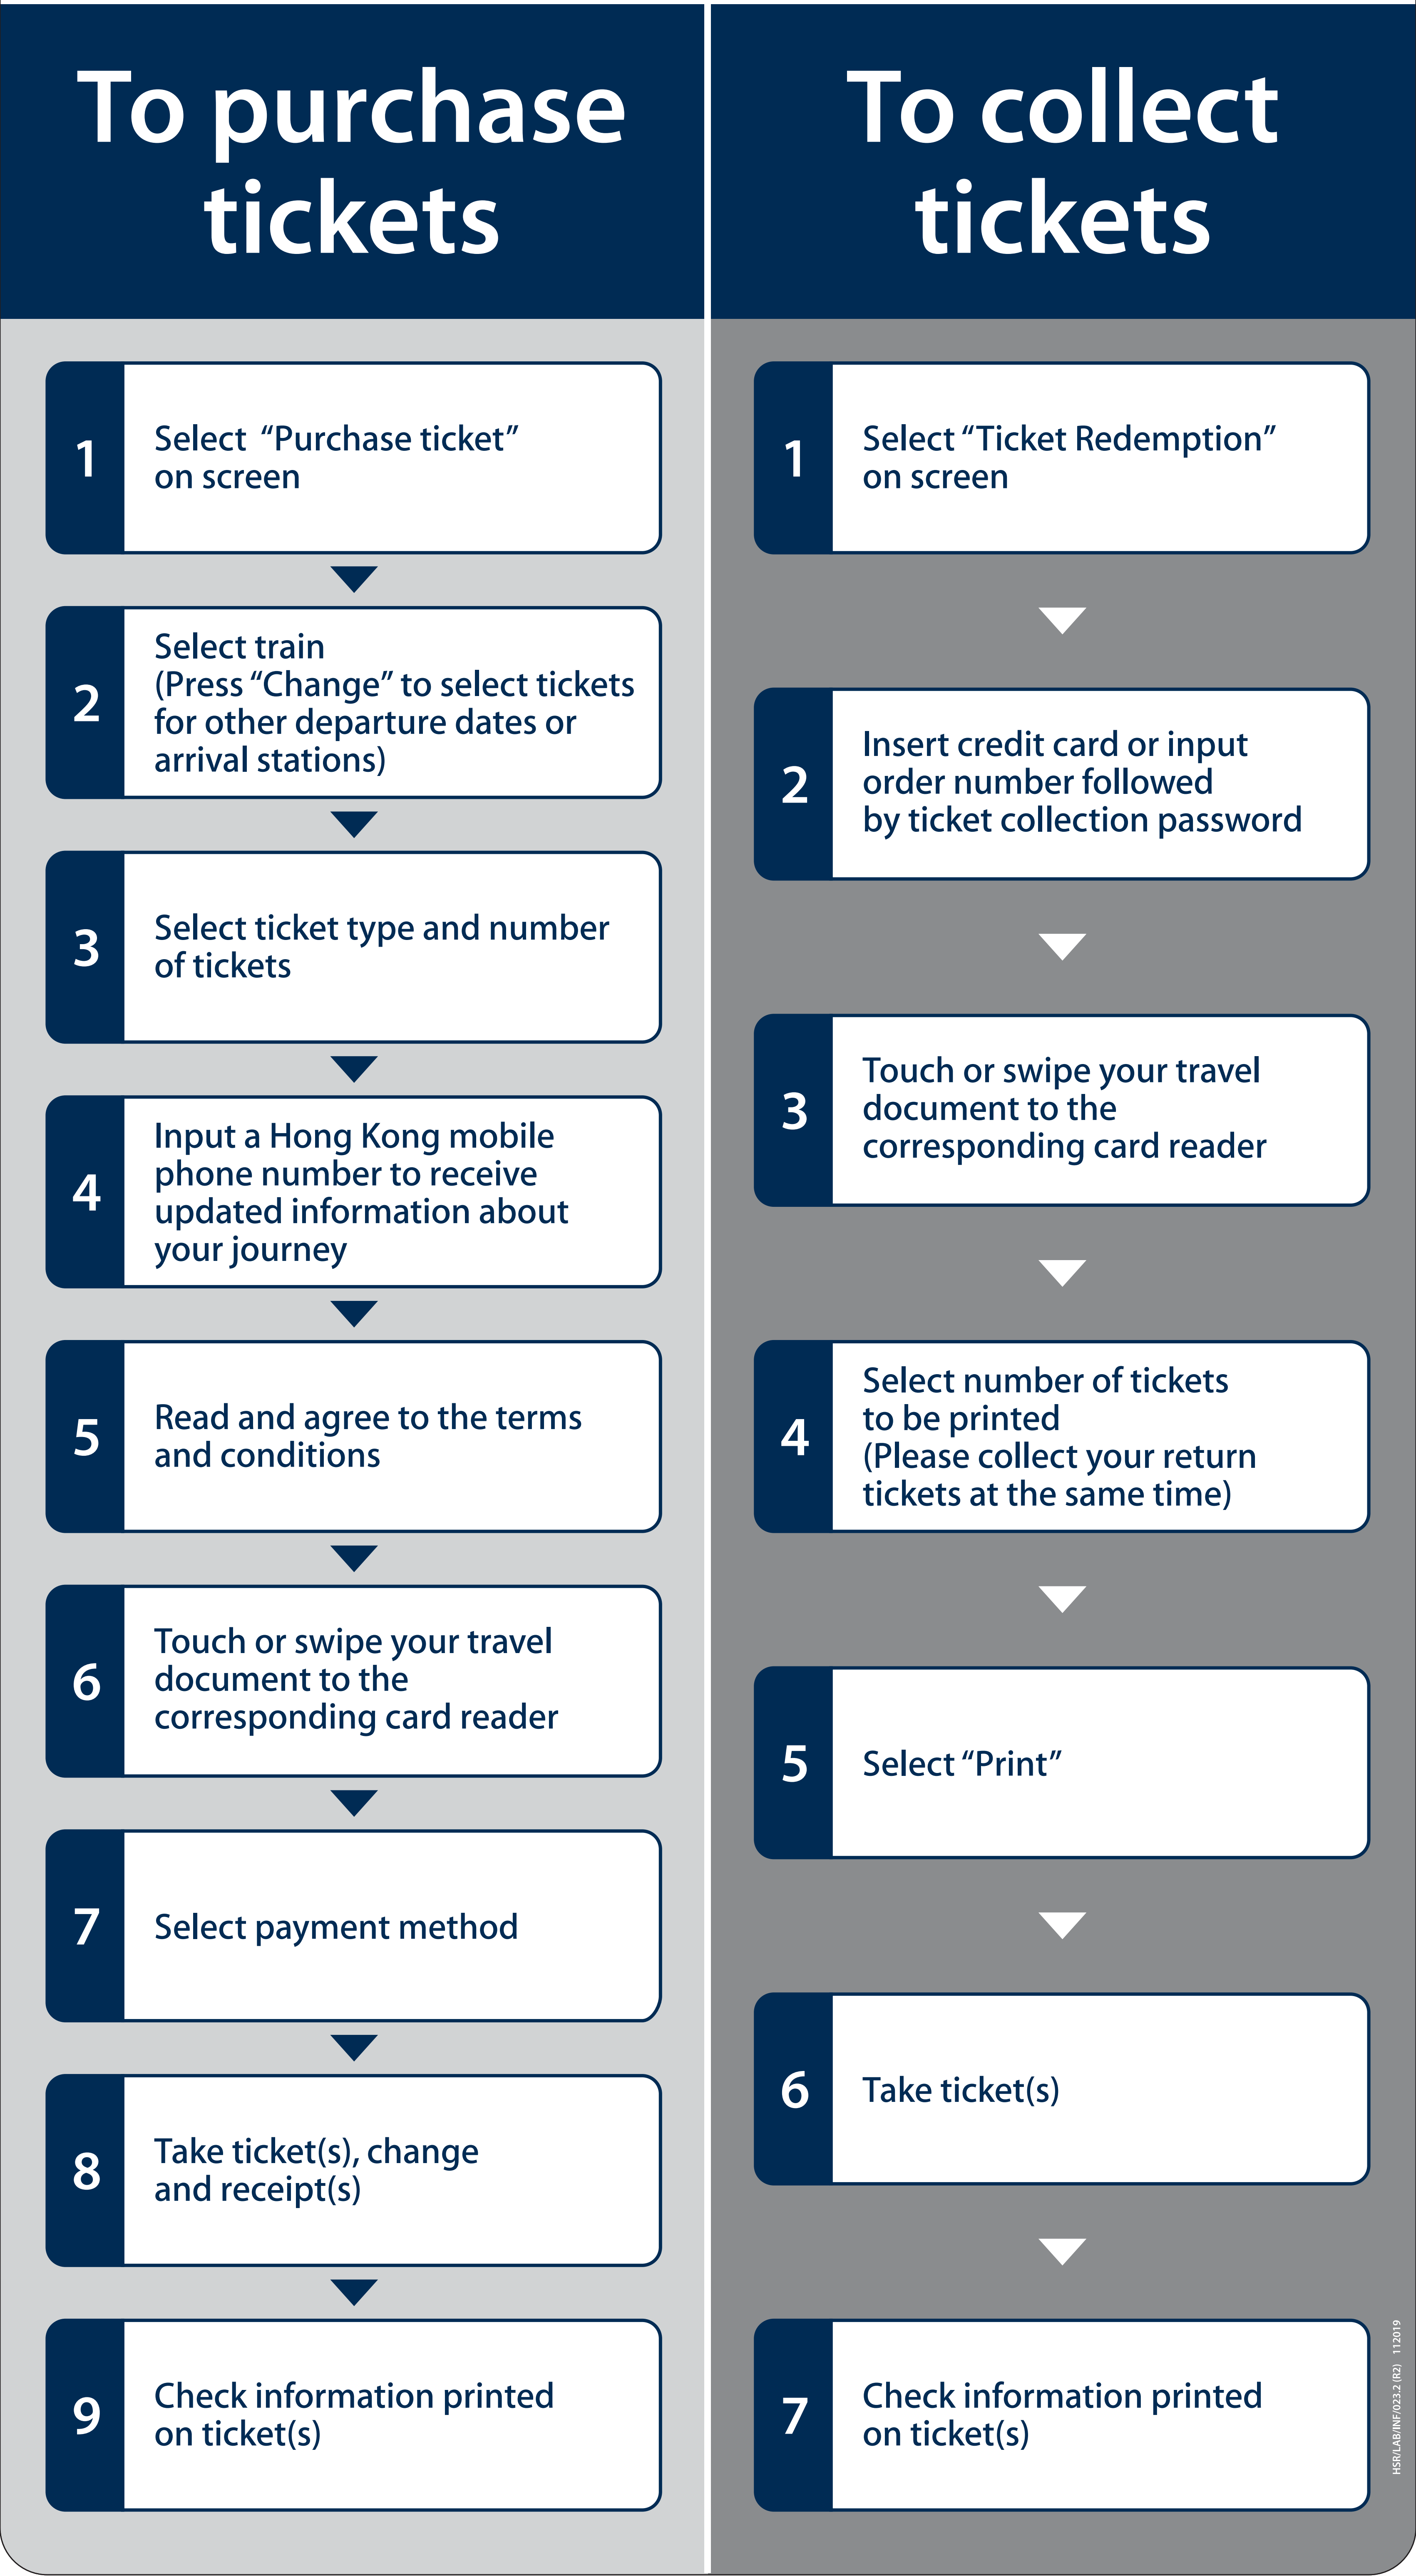 To purchase
tickets
1
Select “Purchase ticket”
on screen
2
Select train
(Press “Change” to select tickets
for other departure dates or
arrival stations)
3
Select ticket type and number
of tickets
4
Input a Hong Kong mobile
phone number to receive
updated information about
your journey
5
Read and agree to the terms
and conditions
6
Touch or swipe your travel
document to the
corresponding card reader
7
Select payment method
8
Take ticket(s), change
and receipt(s)
9
Check information printed
on ticket(s)
To collect
tickets
1
Select “Ticket Redemption”
on screen
2
Insert credit card or input
order number followed
by ticket collection password
3
Touch or swipe your travel
document to the
corresponding card reader
4
Select number of tickets
to be printed
(Please collect your return
tickets at the same time)
5
Select “Print”
6
Take ticket(s)
7
Check information printed
on ticket(s)
HSR/LAB/INF/023.2 (R2) 112019